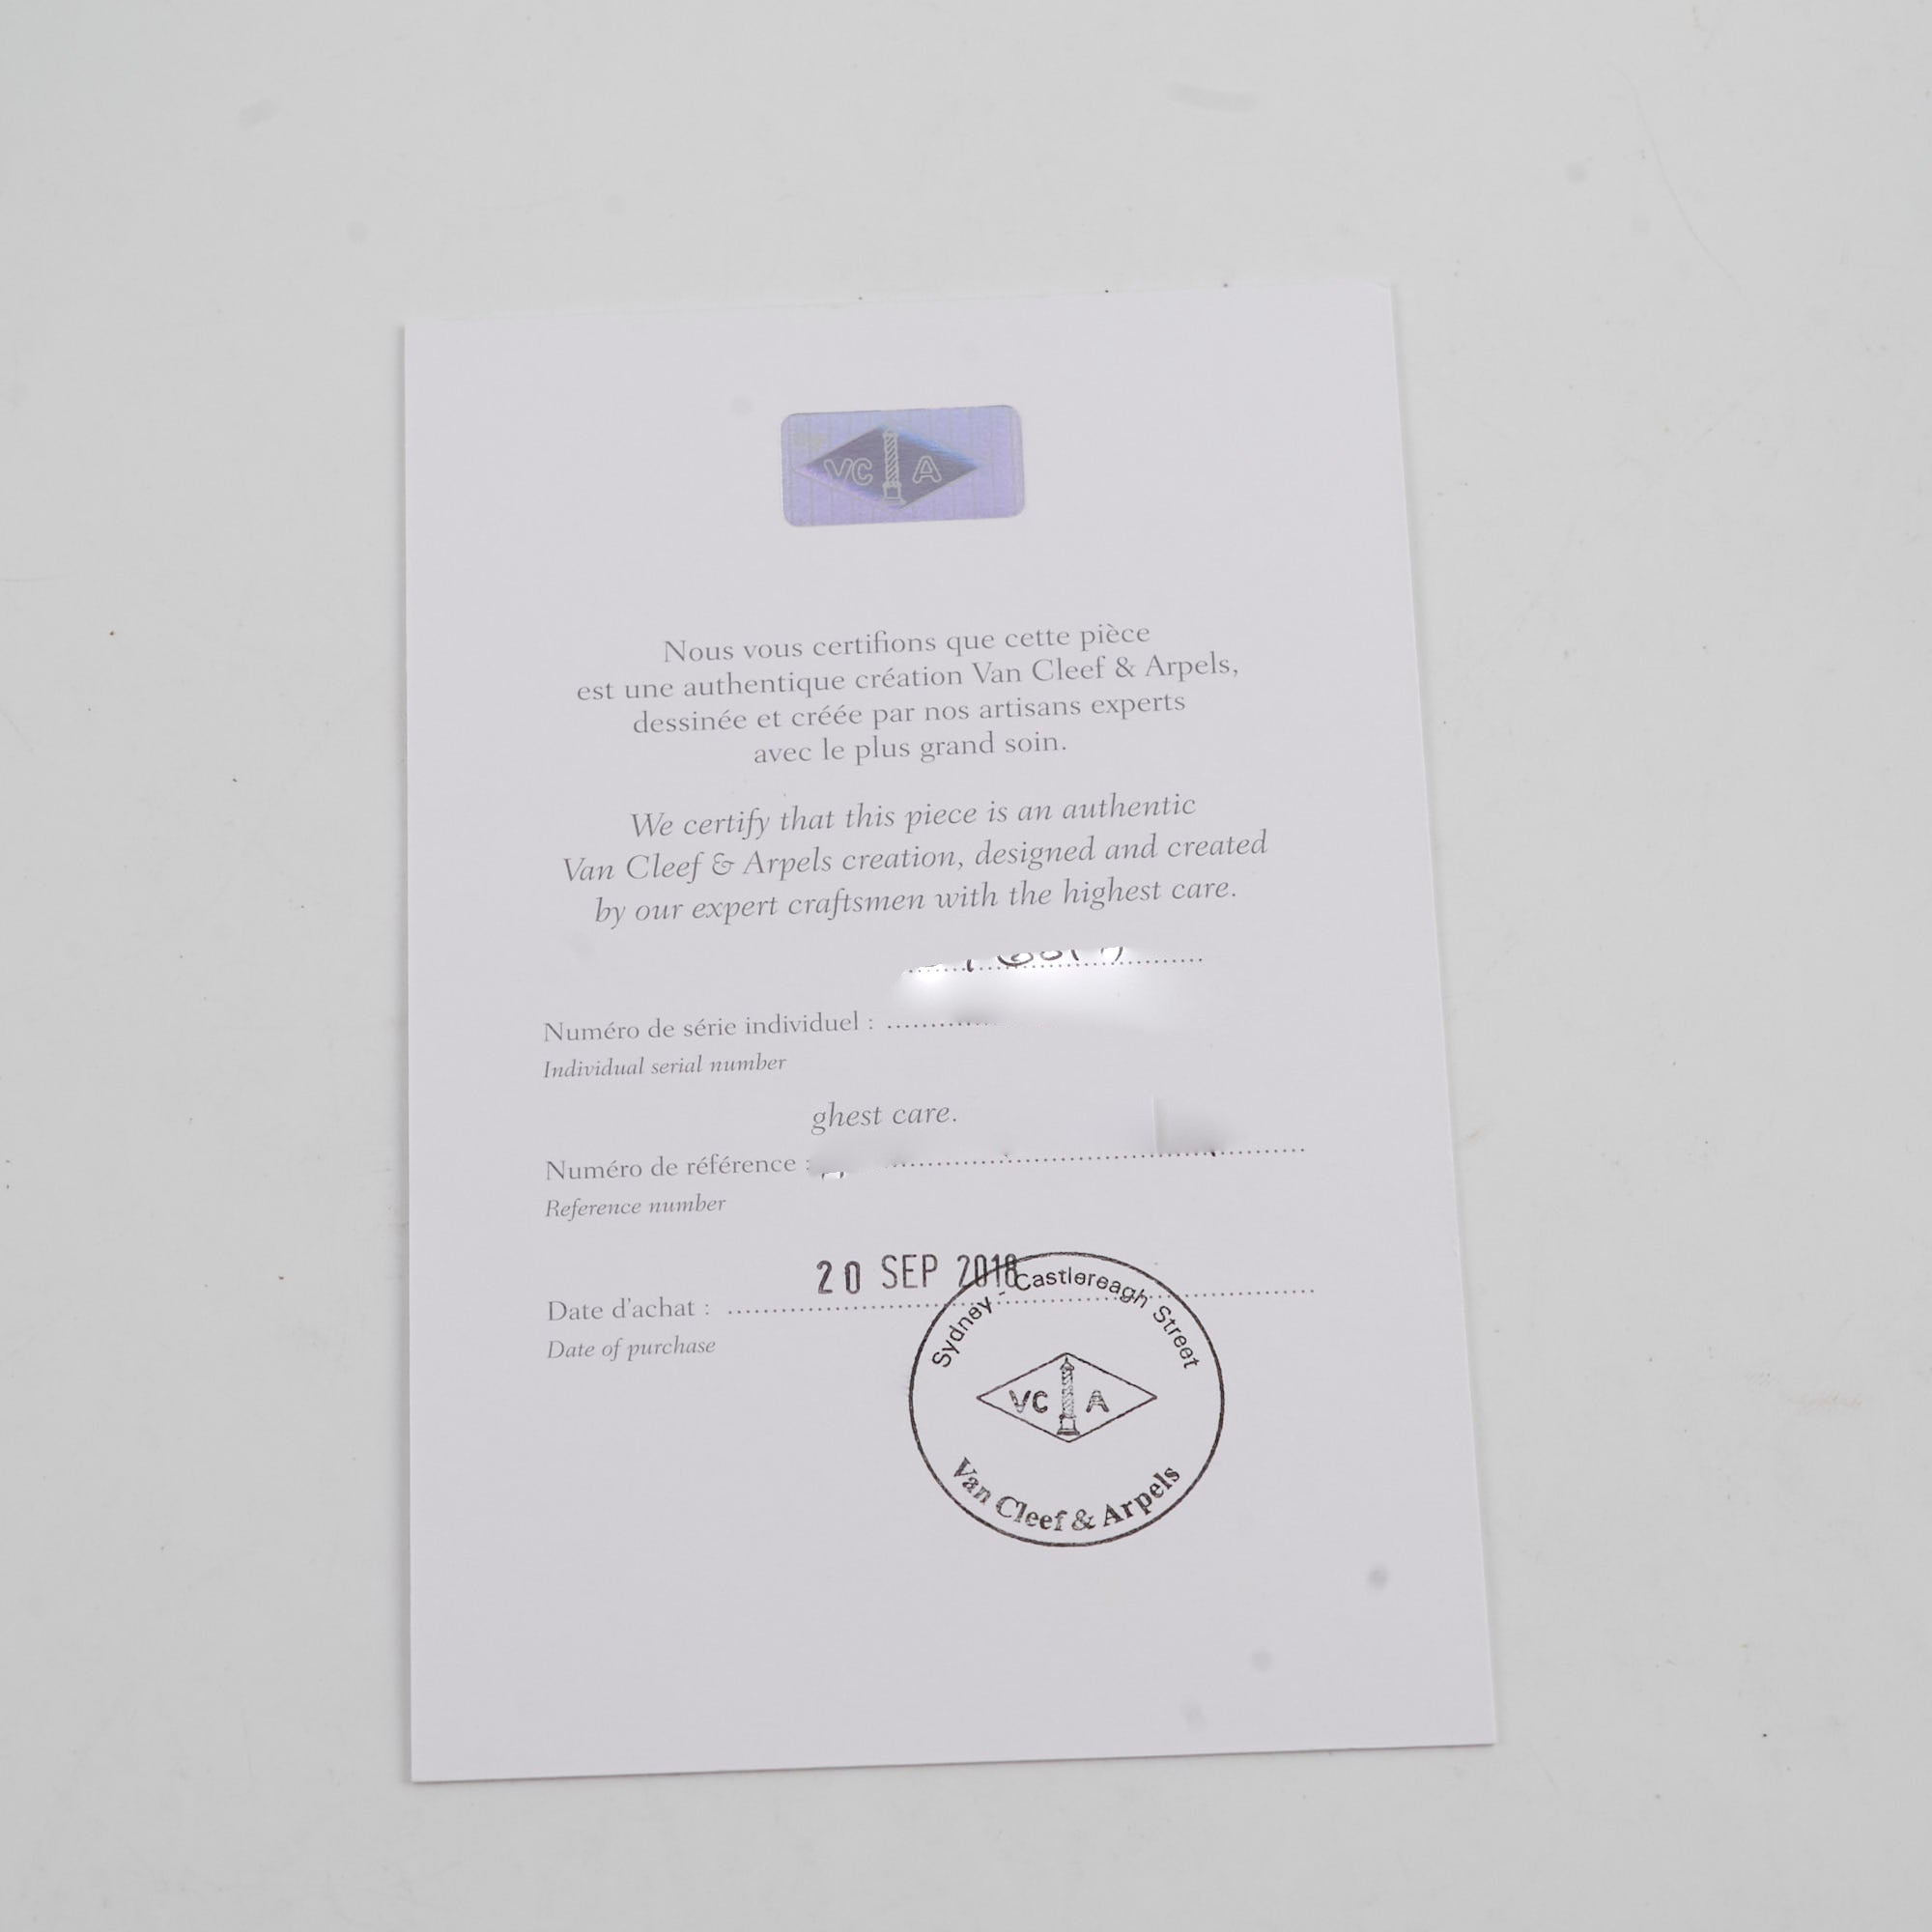 VC A
Nous vous certifions que cette pièce
est une authentique création Van Cleef & Arpels,
dessinée et créée par nos artisans experts
avec le plus grand soin.
We certify that this piece is an authentic
Van Cleef & Arpels creation, designed and created
by our expert craftsmen with the highest care.
Numéro de série individuel :
Individual serial number
ghest care.
Numéro de référence :
Reference number
20 SEP 2018
Date d'achat :
Date of purchase
Sydney - Castlereagh Street
VC A
Van Cleef & Arpels